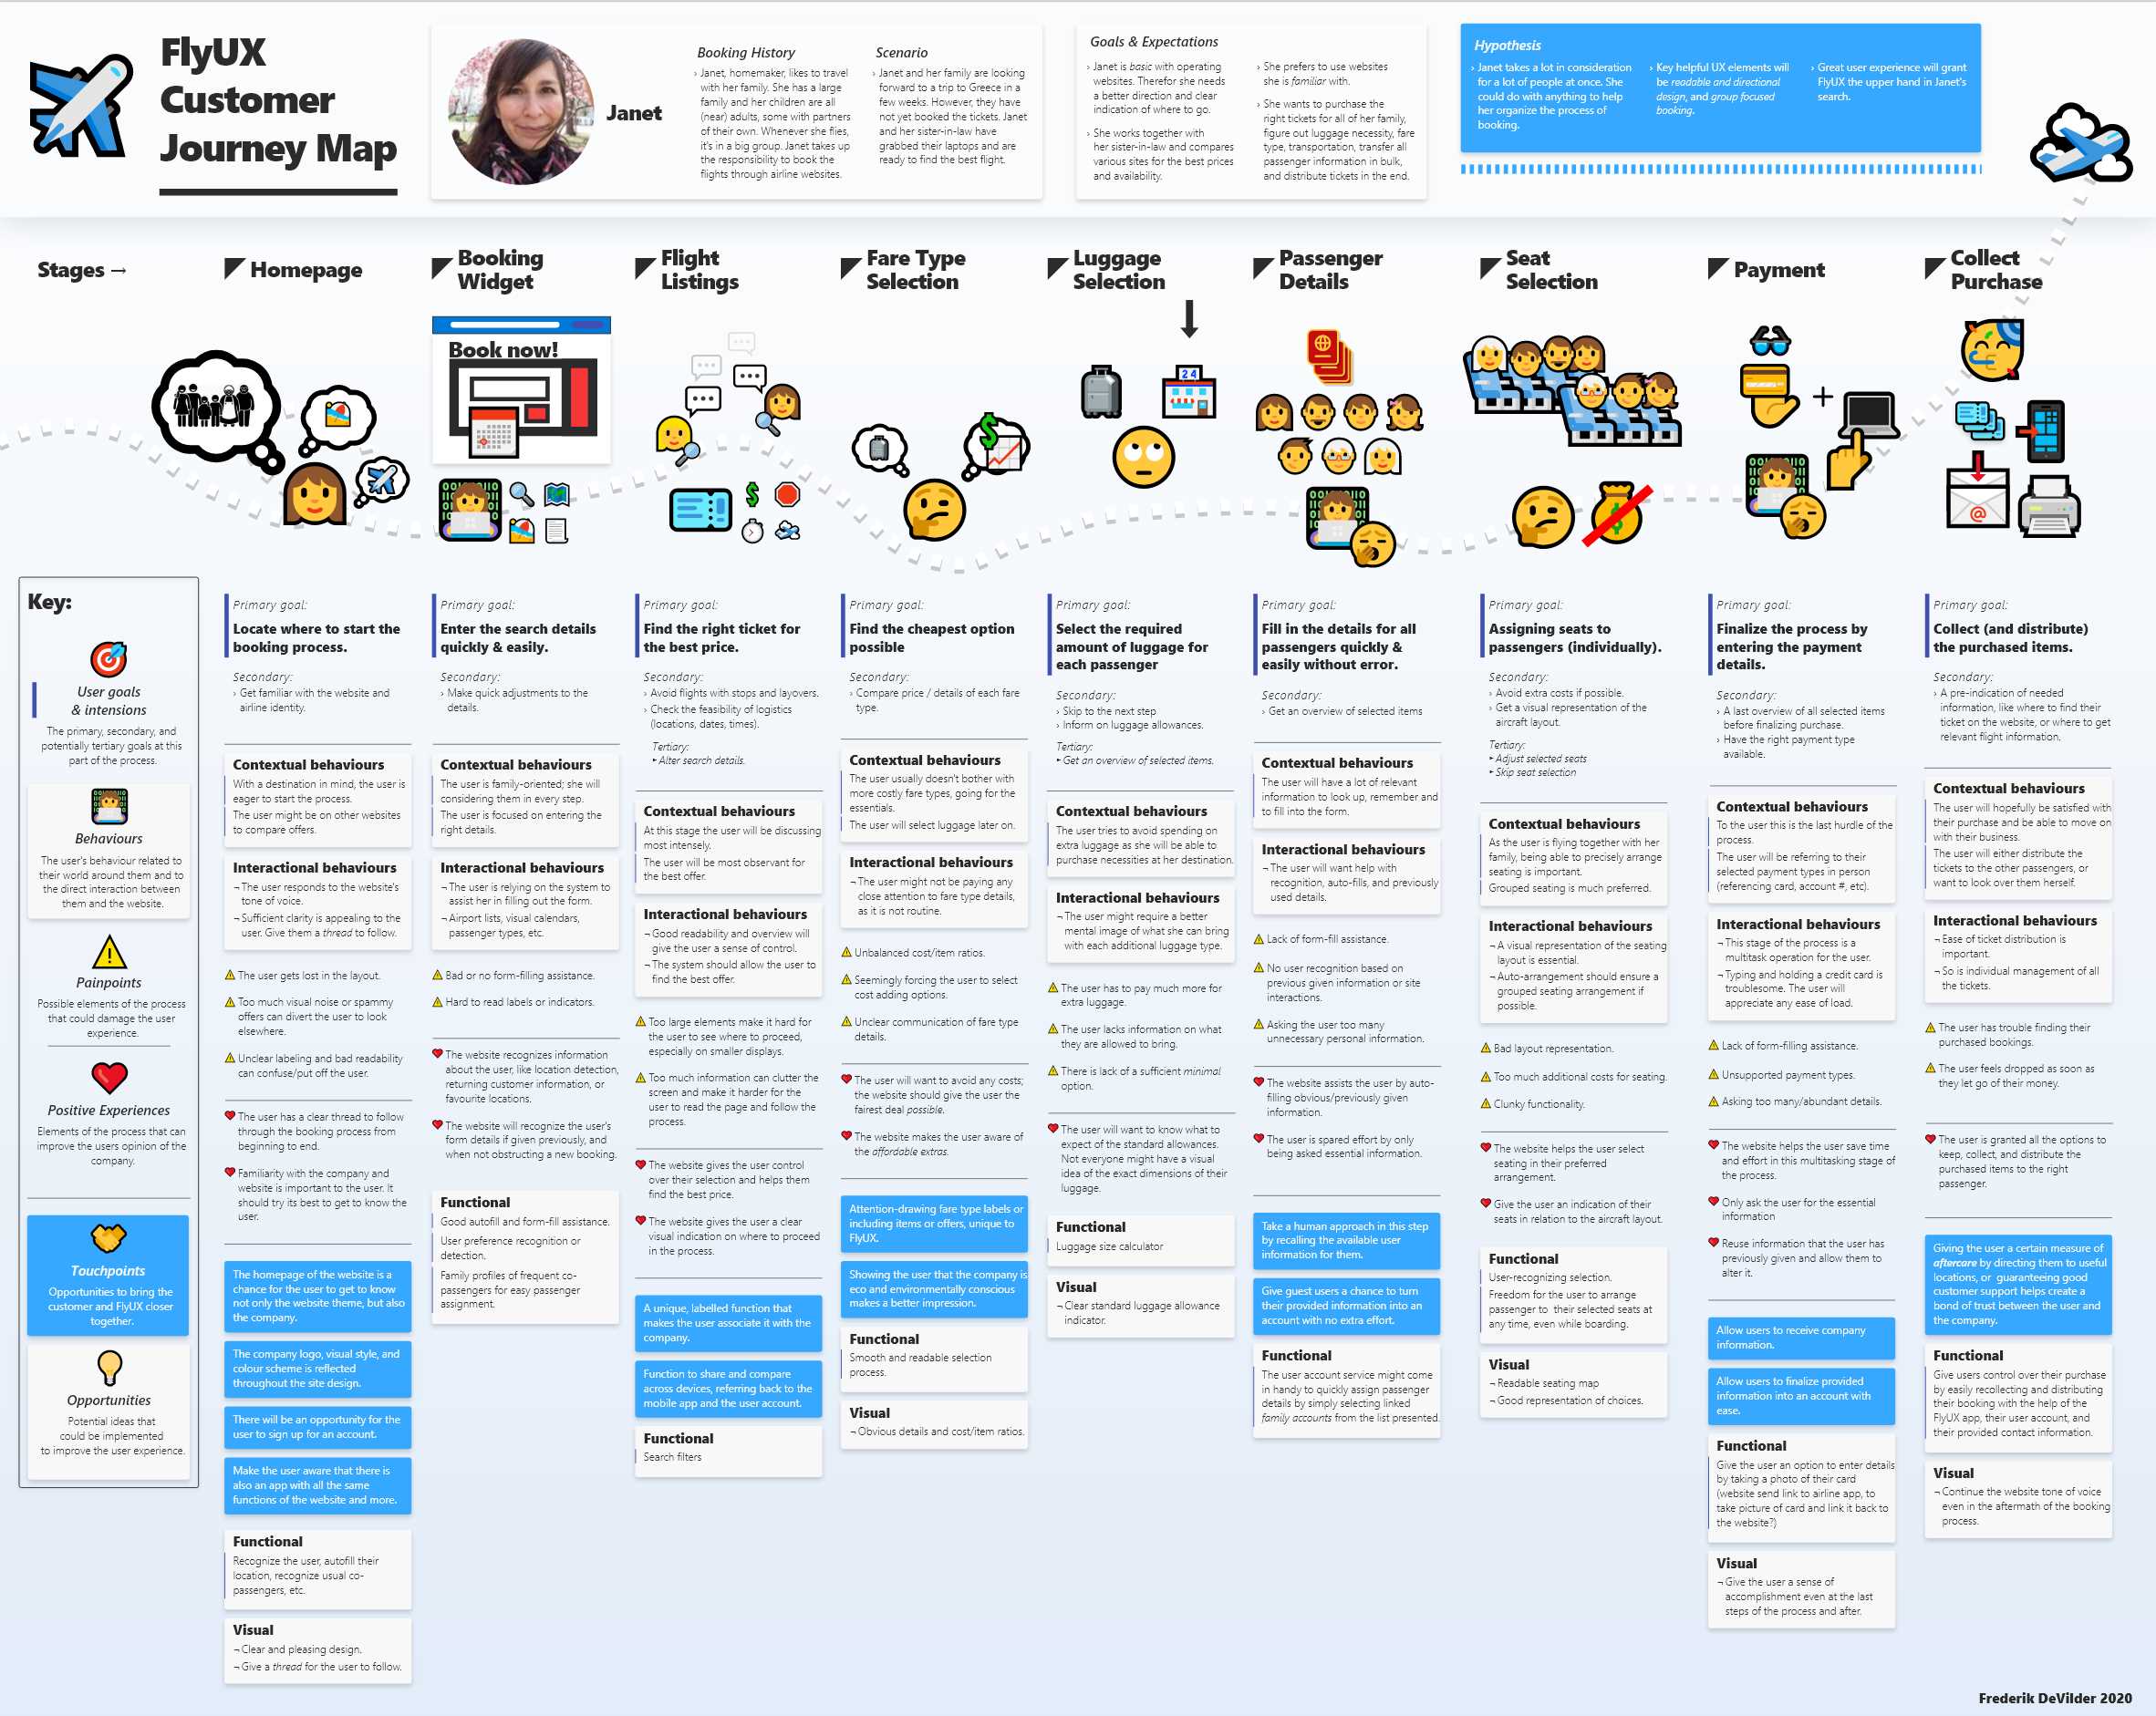 FlyUX
Customer
Journey Map
Janet
Booking History
› Janet, homemaker, likes to travel
with her family. She has a large
family and her children are all
(near) adults, some with partners
of their own. Whenever she flies,
it's in a big group. Janet takes up
the responsibility to book the
flights through airline websites.
Scenario
› Janet and her family are looking
forward to a trip to Greece in a
few weeks. However, they have
not yet booked the tickets. Janet
and her sister-in-law have
grabbed their laptops and are
ready to find the best flight.
Goals & Expectations
› Janet is basic with operating
websites. Therefor she needs
a better direction and clear
indication of where to go.
› She works together with
her sister-in-law and compares
various sites for the best prices
and availability.
› She prefers to use websites
she is familiar with.
› She wants to purchase the
right tickets for all of her family,
figure out luggage necessity, fare
type, transportation, transfer all
passenger information in bulk,
and distribute tickets in the end.
Hypothesis
› Janet takes a lot in consideration
for a lot of people at once. She
could do with anything to help
her organize the process of
booking.
› Key helpful UX elements will
be readable and directional
design, and group focused
booking.
› Great user experience will grant
FlyUX the upper hand in Janet's
search.
Stages →
Homepage
Booking
Widget
Flight
Listings
Fare Type
Selection
Luggage
Selection
Passenger
Details
Seat
Selection
Payment
Collect
Purchase
Book now!
24
+
@
Key:
User goals
& intensions
The primary, secondary, and
potentially tertiary goals at this
part of the process.
Behaviours
The user's behaviour related to
their world around them and to
the direct interaction between
them and the website.
Painpoints
Possible elements of the process
that could damage the user
experience.
Positive Experiences
Elements of the process that can
improve the users opinion of the
company.
Touchpoints
Opportunities to bring the
customer and FlyUX closer
together.
Opportunities
Potential ideas that
could be implemented
to improve the user experience.
Primary goal:
Locate where to start the
booking process.
Secondary:
› Get familiar with the website and
airline identity.
Contextual behaviours
With a destination in mind, the user is
eager to start the process.
The user might be on other websites
to compare offers.
Interactional behaviours
¬ The user responds to the website's
tone of voice.
¬ Sufficient clarity is appealing to the
user. Give them a thread to follow.
The user gets lost in the layout.
Too much visual noise or spammy
offers can divert the user to look
elsewhere.
Unclear labeling and bad readability
can confuse/put off the user.
The user has a clear thread to follow
through the booking process from
beginning to end.
Familiarity with the company and
website is important to the user. It
should try its best to get to know the
user.
The homepage of the website is a
chance for the user to get to know
not only the website theme, but also
the company.
The company logo, visual style, and
colour scheme is reflected
throughout the site design.
There will be an opportunity for the
user to sign up for an account.
Make the user aware that there is
also an app with all the same
functions of the website and more.
Functional
Recognize the user, autofill their
location, recognize usual co-
passengers, etc.
Visual
¬ Clear and pleasing design.
¬ Give a thread for the user to follow.
Primary goal:
Enter the search details
quickly & easily.
Secondary:
› Make quick adjustments to the
details.
Contextual behaviours
The user is family-oriented; she will
considering them in every step.
The user is focused on entering the
right details.
Interactional behaviours
¬ The user is relying on the system to
assist her in filling out the form.
¬ Airport lists, visual calendars,
passenger types, etc.
Bad or no form-filling assistance.
Hard to read labels or indicators.
The website recognizes information
about the user, like location detection,
returning customer information, or
favourite locations.
The website will recognize the user's
form details if given previously, and
when not obstructing a new booking.
Functional
Good autofill and form-fill assistance.
User preference recognition or
detection.
Family profiles of frequent co-
passengers for easy passenger
assignment.
Primary goal:
Find the right ticket for
the best price.
Secondary:
› Avoid flights with stops and layovers.
› Check the feasibility of logistics
(locations, dates, times).
Tertiary:
‣ Alter search details.
Contextual behaviours
At this stage the user will be discussing
most intensely.
The user will be most observant for
the best offer.
Interactional behaviours
¬ Good readability and overview will
give the user a sense of control.
¬ The system should allow the user to
find the best offer.
Too large elements make it hard for
the user to see where to proceed,
especially on smaller displays.
Too much information can clutter the
screen and make it harder for the
user to read the page and follow the
process.
The website gives the user control
over their selection and helps them
find the best price.
The website gives the user a clear
visual indication on where to proceed
in the process.
A unique, labelled function that
makes the user associate it with the
company.
Function to share and compare
across devices, referring back to the
mobile app and the user account.
Functional
Search filters
Primary goal:
Find the cheapest option
possible
Secondary:
› Compare price / details of each fare
type.
Contextual behaviours
The user usually doesn't bother with
more costly fare types, going for the
essentials.
The user will select luggage later on.
Interactional behaviours
¬ The user might not be paying any
close attention to fare type details,
as it is not routine.
Unbalanced cost/item ratios.
Seemingly forcing the user to select
cost adding options.
Unclear communication of fare type
details.
The user will want to avoid any costs;
the website should give the user the
fairest deal possible.
The website makes the user aware of
the affordable extras.
Attention-drawing fare type labels or
including items or offers, unique to
FlyUX.
Showing the user that the company is
eco and environmentally conscious
makes a better impression.
Functional
Smooth and readable selection
process.
Visual
¬ Obvious details and cost/item ratios.
Primary goal:
Select the required
amount of luggage for
each passenger
Secondary:
› Skip to the next step
› Inform on luggage allowances.
Tertiary:
‣ Get an overview of selected items.
Contextual behaviours
The user tries to avoid spending on
extra luggage as she will be able to
purchase necessities at her destination.
Interactional behaviours
¬ The user might require a better
mental image of what she can bring
with each additional luggage type.
The user has to pay much more for
extra luggage.
The user lacks information on what
they are allowed to bring.
There is lack of a sufficient minimal
option.
The user will want to know what to
expect of the standard allowances.
Not everyone might have a visual
idea of the exact dimensions of their
luggage.
Functional
Luggage size calculator
Visual
¬ Clear standard luggage allowance
indicator.
Primary goal:
Fill in the details for all
passengers quickly &
easily without error.
Secondary:
› Get an overview of selected items
Contextual behaviours
The user will have a lot of relevant
information to look up, remember and
to fill into the form.
Interactional behaviours
¬ The user will want help with
recognition, auto-fills, and previously
used details.
Lack of form-fill assistance.
No user recognition based on
previous given information or site
interactions.
Asking the user too many
unnecessary personal information.
The website assists the user by auto-
filling obvious/previously given
information.
The user is spared effort by only
being asked essential information.
Take a human approach in this step
by recalling the available user
information for them.
Give guest users a chance to turn
their provided information into an
account with no extra effort.
Functional
The user account service might come
in handy to quickly assign passenger
details by simply selecting linked
family accounts from the list presented.
Primary goal:
Assigning seats to
passengers (individually).
Secondary:
› Avoid extra costs if possible.
› Get a visual representation of the
aircraft layout.
Tertiary:
‣ Adjust selected seats
‣ Skip seat selection
Contextual behaviours
As the user is flying together with her
family, being able to precisely arrange
seating is important.
Grouped seating is much preferred.
Interactional behaviours
¬ A visual representation of the seating
layout is essential.
¬ Auto-arrangement should ensure a
grouped seating arrangement if
possible.
Bad layout representation.
Too much additional costs for seating.
Clunky functionality.
The website helps the user select
seating in their preferred
arrangement.
Give the user an indication of their
seats in relation to the aircraft layout.
Functional
User-recognizing selection.
Freedom for the user to arrange
passenger to their selected seats at
any time, even while boarding.
Visual
¬ Readable seating map
¬ Good representation of choices.
Primary goal:
Finalize the process by
entering the payment
details.
Secondary:
› A last overview of all selected items
before finalizing purchase.
› Have the right payment type
available.
Contextual behaviours
To the user this is the last hurdle of the
process.
The user will be referring to their
selected payment types in person
(referencing card, account #, etc).
Interactional behaviours
¬ This stage of the process is a
multitask operation for the user.
¬ Typing and holding a credit card is
troublesome. The user will
appreciate any ease of load.
Lack of form-filling assistance.
Unsupported payment types.
Asking too many/abundant details.
The website helps the user save time
and effort in this multitasking stage of
the process.
Only ask the user for the essential
information
Reuse information that the user has
previously given and allow them to
alter it.
Allow users to receive company
information.
Allow users to finalize provided
information into an account with
ease.
Functional
Give the user an option to enter details
by taking a photo of their card
(website send link to airline app, to
take picture of card and link it back to
the website?)
Visual
¬ Give the user a sense of
accomplishment even at the last
steps of the process and after.
Primary goal:
Collect (and distribute)
the purchased items.
Secondary:
› A pre-indication of needed
information, like where to find their
ticket on the website, or where to get
relevant flight information.
Contextual behaviours
The user will hopefully be satisfied with
their purchase and be able to move on
with their business.
The user will either distribute the
tickets to the other passengers, or
want to look over them herself.
Interactional behaviours
¬ Ease of ticket distribution is
important.
¬ So is individual management of all
the tickets.
The user has trouble finding their
purchased bookings.
The user feels dropped as soon as
they let go of their money.
The user is granted all the options to
keep, collect, and distribute the
purchased items to the right
passenger.
Giving the user a certain measure of
aftercare by directing them to useful
locations, or guaranteeing good
customer support helps create a
bond of trust between the user and
the company.
Functional
Give users control over their purchase
by easily recollecting and distributing
their booking with the help of the
FlyUX app, their user account, and
their provided contact information.
Visual
¬ Continue the website tone of voice
even in the aftermath of the booking
process.
Frederik DeVilder 2020